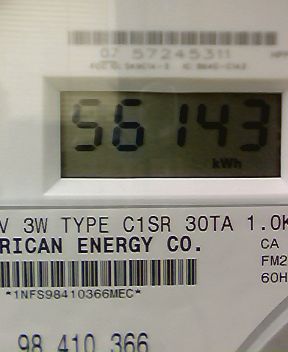 07 57245311
56143
kWh
V 3W TYPE C1SR 30TA 1.0K
RICAN ENERGY CO.
CA
FM2
60H
*1NFS98410366MEC*
98 410 366